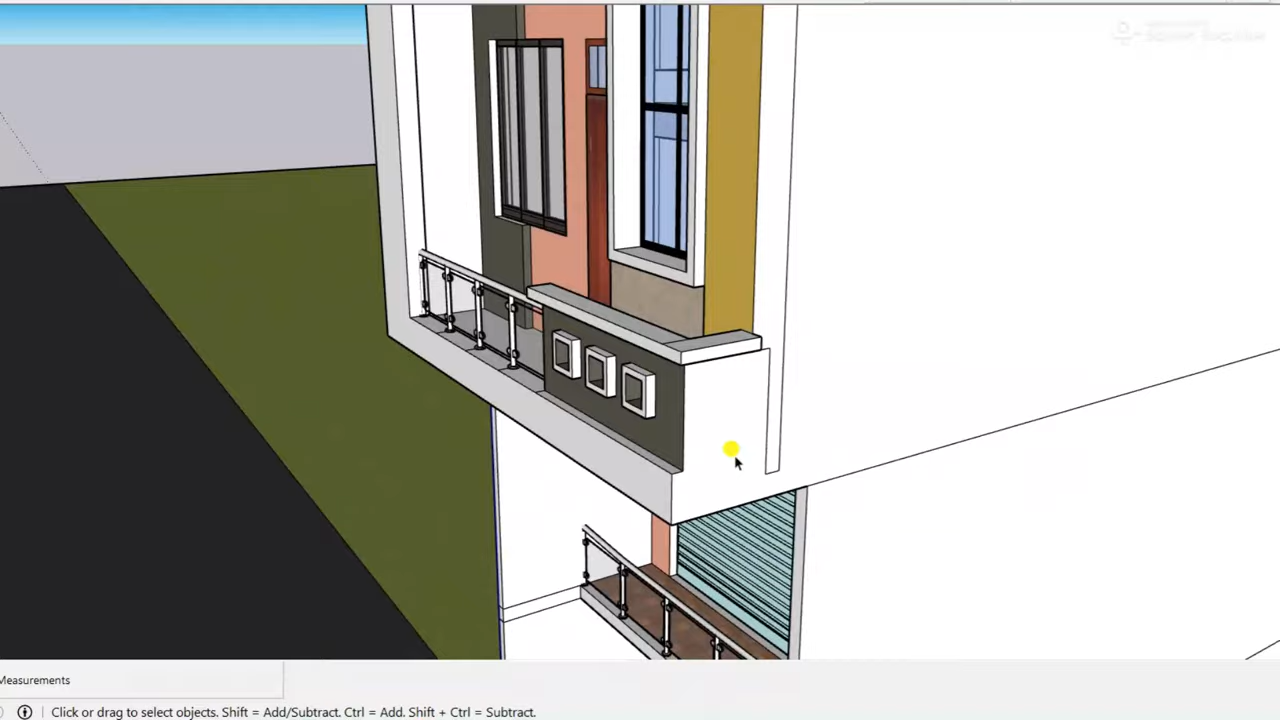 Measurements
Click or drag to select objects. Shift = Add/Subtract. Ctrl = Add. Shift + Ctrl = Subtract.